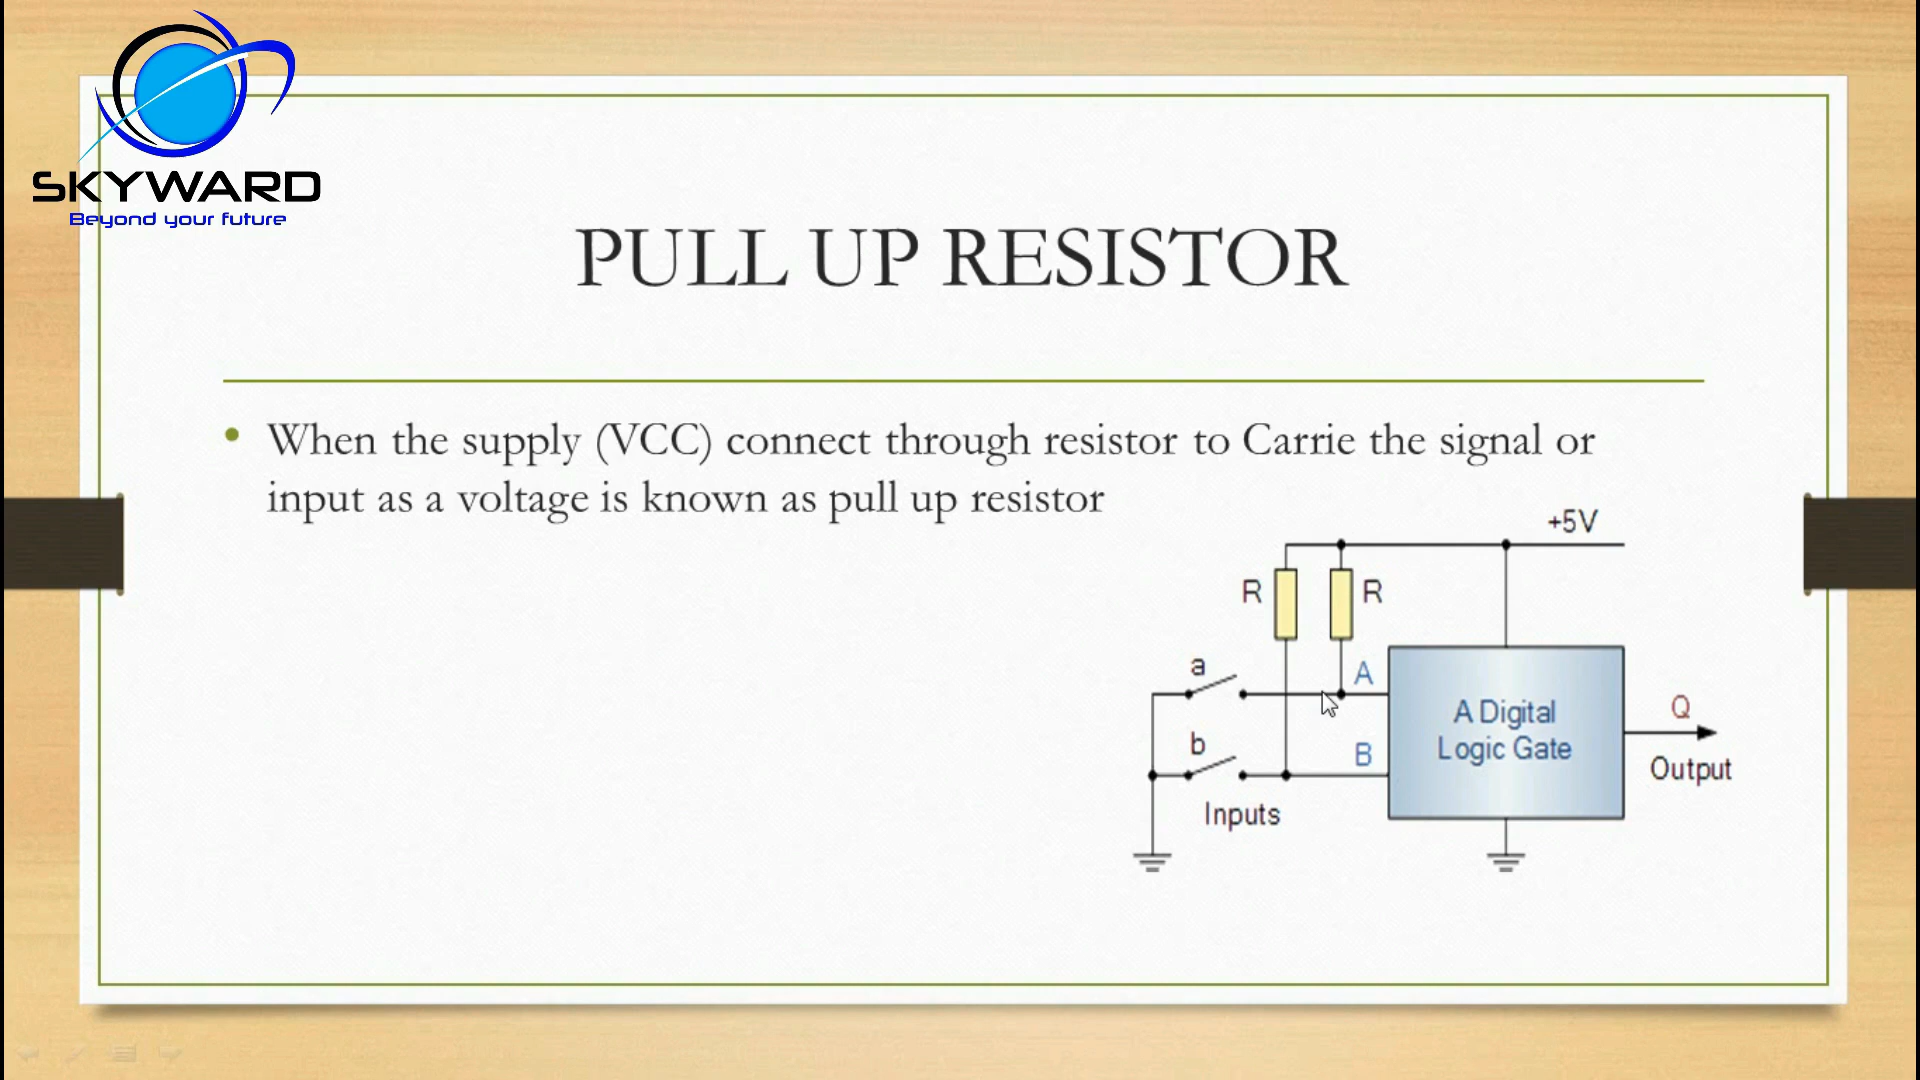 SKYWARD
Beyond your future
PULL UP RESISTOR
• When the supply (VCC) connect through resistor to Carrie the signal or
input as a voltage is known as pull up resistor
+5V
R
R
a
A
b
B
Inputs
A Digital
Logic Gate
Q
Output